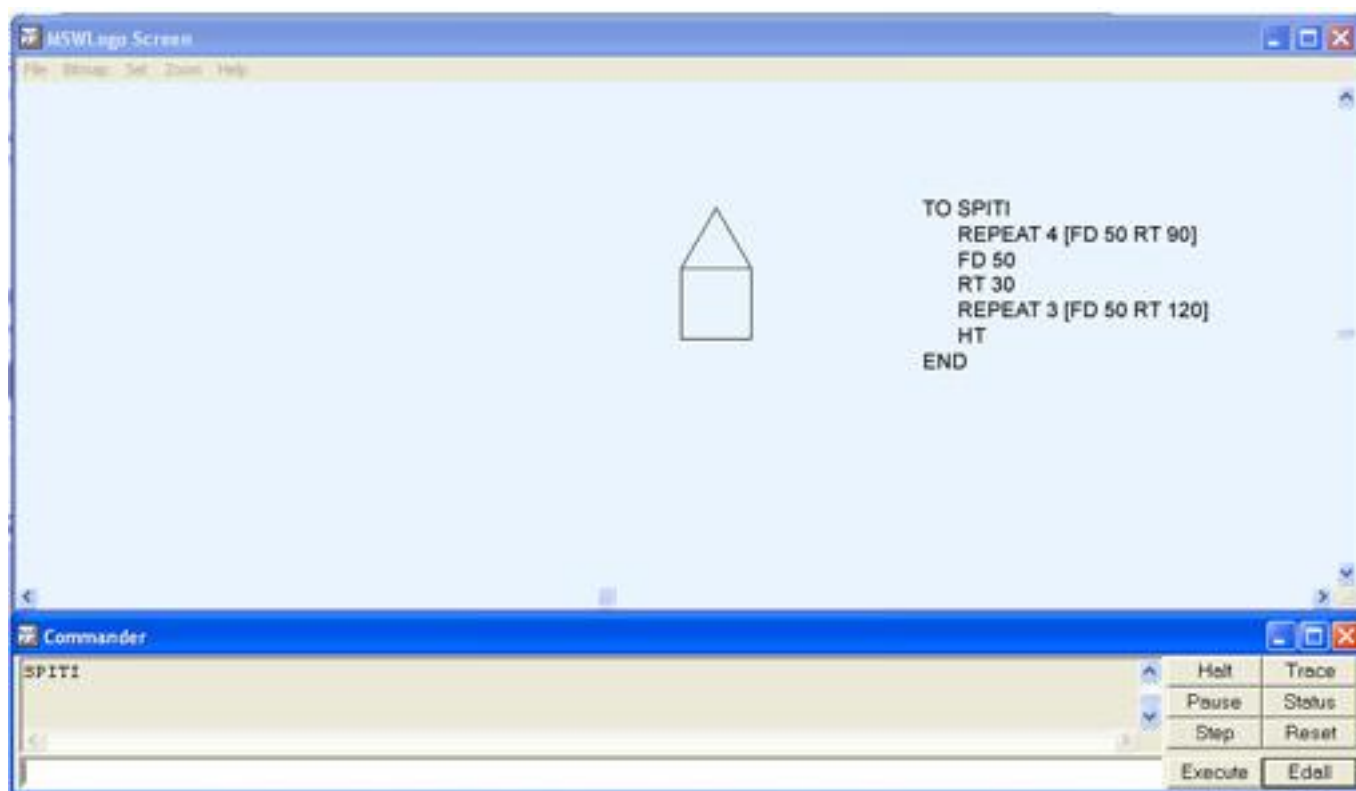 MSWLogo Screen
File Bitmap Set Zoom Help
TO SPITI
REPEAT 4 [FD 50 RT 90]
FD 50
RT 30
REPEAT 3 [FD 50 RT 120]
HT
END
Commander
SPITI
Halt Trace
Pause Status
Step Reset
Execute Edall